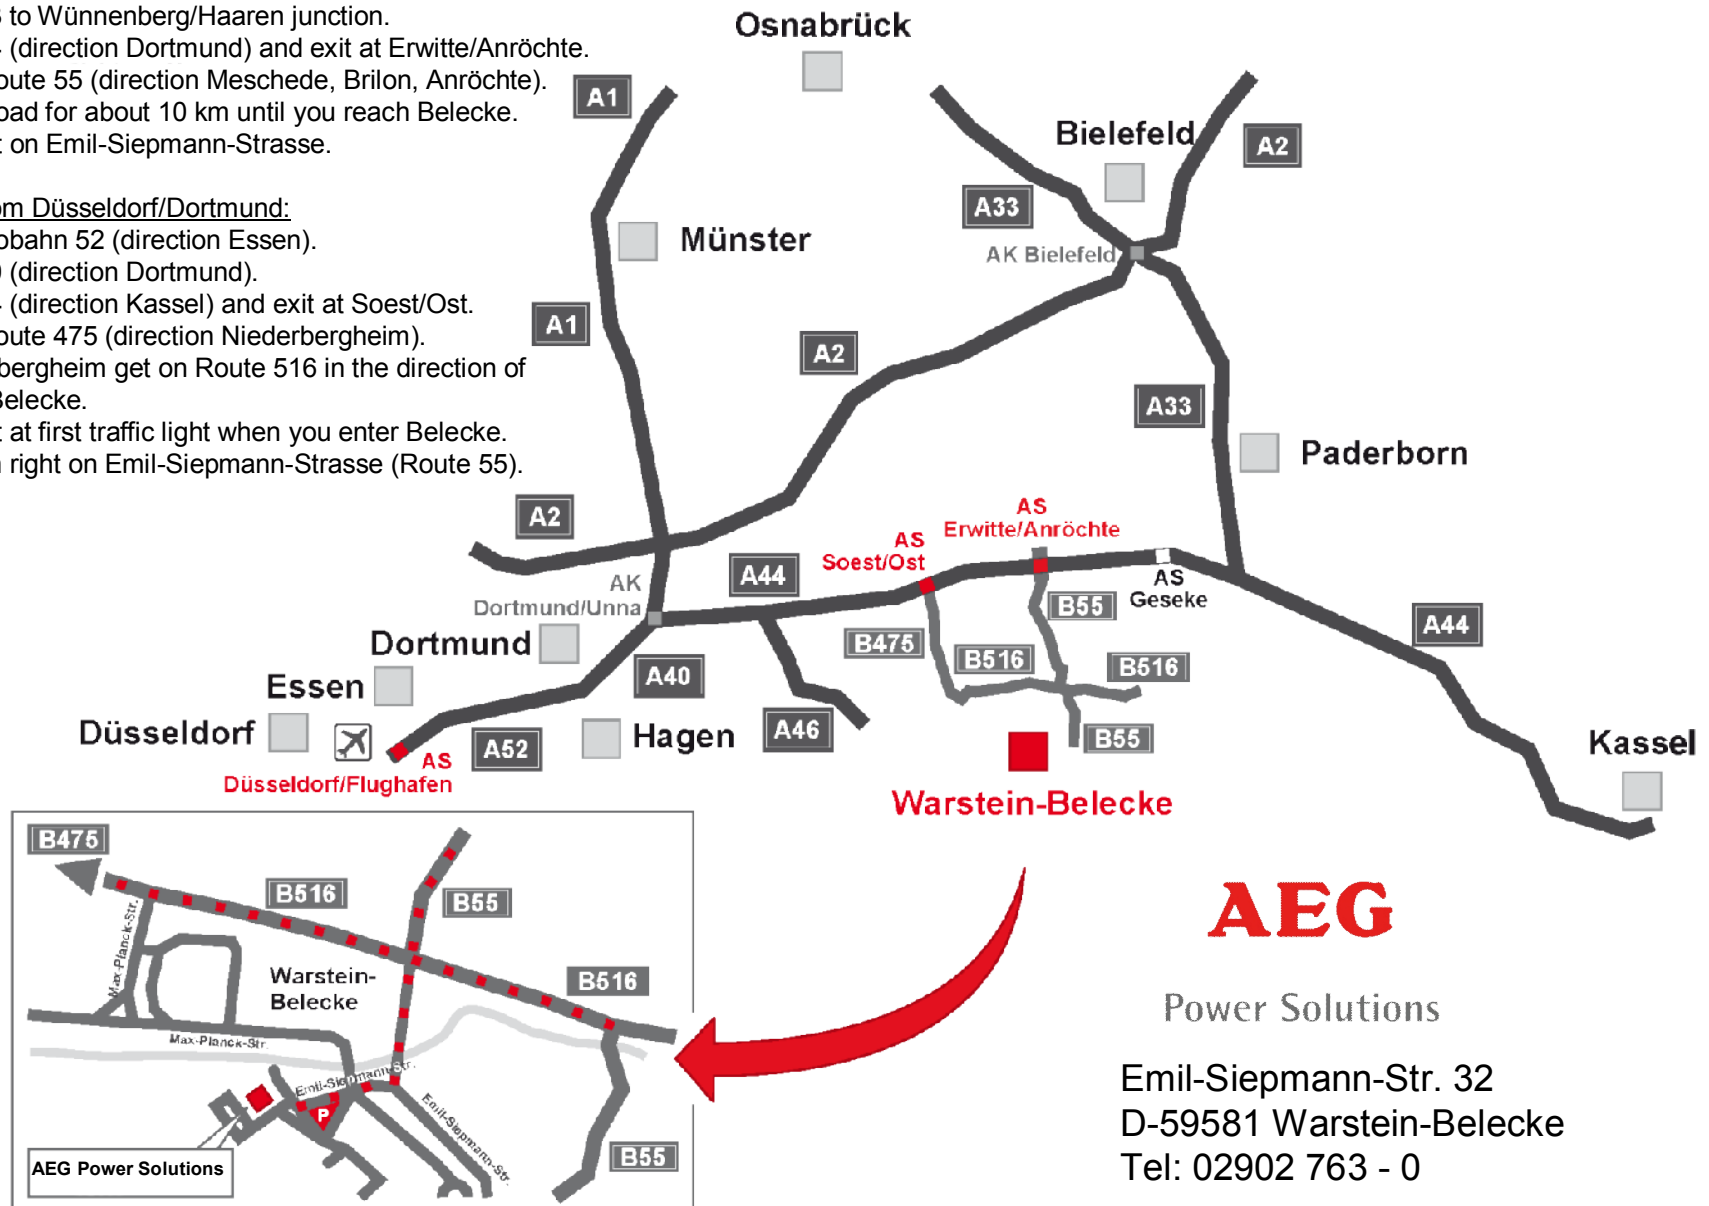 to Wünnenberg/Haaren junction.
(direction Dortmund) and exit at Erwitte/Anröchte.
55 (direction Meschede, Brilon, Anröchte).
for about 10 km until you reach Belecke.
on Emil-Siepmann-Strasse.
Düsseldorf/Dortmund:
52 (direction Essen).
(direction Dortmund).
(direction Kassel) and exit at Soest/Ost.
475 (direction Niederbergheim).
get on Route 516 in the direction of
Belecke.
at first traffic light when you enter Belecke.
right on Emil-Siepmann-Strasse (Route 55).
Osnabrück
A1
Bielefeld
A2
A33
Münster
AK Bielefeld
A1
A2
A33
Paderborn
A2
AS
Erwitte/Anröchte
AS
Soest/Ost
AK
Dortmund/Unna
A44
AS
Geseke
B55
A44
Dortmund
B475
B516
B516
Essen
A40
Düsseldorf
Hagen
A46
A52
B55
Kassel
AS
Düsseldorf/Flughafen
Warstein-Belecke
B475
B516
B55
Max-Planck-Str.
Warstein-
Belecke
B516
Max-Planck-Str.
Emil-Siepmann-Str.
Emil-Siepmann-Str.
P
B55
AEG Power Solutions
AEG
Power Solutions
Emil-Siepmann-Str. 32
D-59581 Warstein-Belecke
Tel: 02902 763 - 0